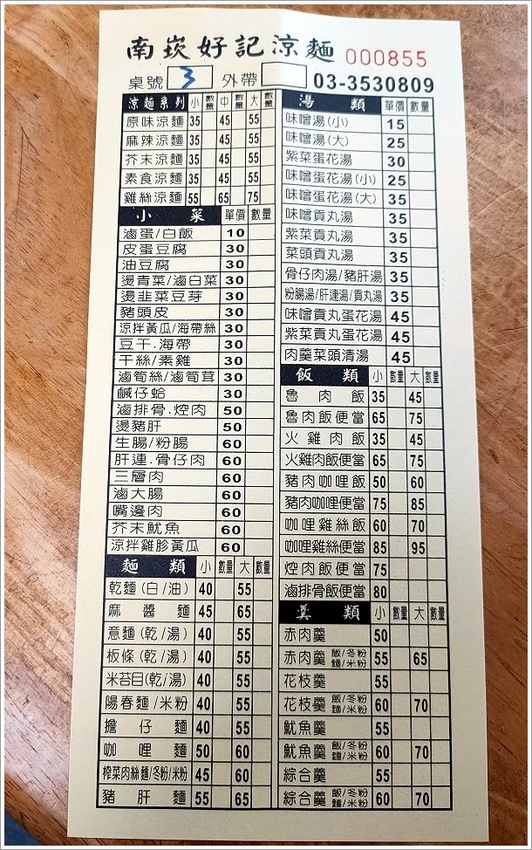 南崁好記涼麵 000855
桌號 3 外帶 03-3530809
涼麵系列 小 數量 中 數量 大 數量
原味涼麵 35 45 55
麻辣涼麵 35 45 55
芥末涼麵 35 45 55
素食涼麵 35 45 55
雞絲涼麵 55 65 75
小菜 單價 數量
滷蛋/白飯 10
皮蛋豆腐 30
油豆腐 30
燙青菜/滷白菜 30
燙韭菜豆芽 30
豬頭皮 30
涼拌黃瓜/海帶絲 30
豆干.海帶 30
干絲/素雞 30
滷筍絲/滷筍茸 30
鹹仔蛤 30
滷排骨.焢肉 50
燙豬肝 50
生腸/粉腸 60
肝連.骨仔肉 60
三層肉 60
滷大腸 60
嘴邊肉 60
芥末魷魚 60
涼拌雞胗黃瓜 60
麵類 小 數量 大 數量
乾麵(白/油) 40 55
麻醬麵 45 65
意麵(乾/湯) 40 55
板條(乾/湯) 40 55
米苔目(乾/湯) 40 55
陽春麵/米粉 40 55
擔仔麵 40 55
咖哩麵 50 60
榨菜肉絲麵/冬粉/米粉 45 60
豬肝麵 55 65
湯類 單價 數量
味噌湯(小) 15
味噌湯(大) 25
紫菜蛋花湯 30
味噌蛋花湯(小) 25
味噌蛋花湯(大) 35
味噌貢丸湯 35
紫菜貢丸湯 35
菜頭貢丸湯 35
骨仔肉湯/豬肝湯 35
粉腸湯/肝連湯/貢丸湯 35
味噌貢丸蛋花湯 45
紫菜貢丸蛋花湯 45
肉羹菜頭清湯 45
飯類 小 數量 大 數量
魯肉飯 35 45
魯肉飯便當 65 75
火雞肉飯 35 45
火雞肉飯便當 65 75
豬肉咖哩飯 50 60
豬肉咖哩便當 75 85
咖哩雞絲飯 60 70
咖哩雞絲便當 85 95
焢肉飯便當 75
滷排骨飯便當 80
羹類 小 數量 大 數量
赤肉羹 50
赤肉羹 飯/冬粉 麵/米粉 55 65
花枝羹 55
花枝羹 飯/冬粉 麵/米粉 60 70
魷魚羹 55
魷魚羹 飯/冬粉 麵/米粉 60 70
綜合羹 55
綜合羹 飯/冬粉 麵/米粉 60 70